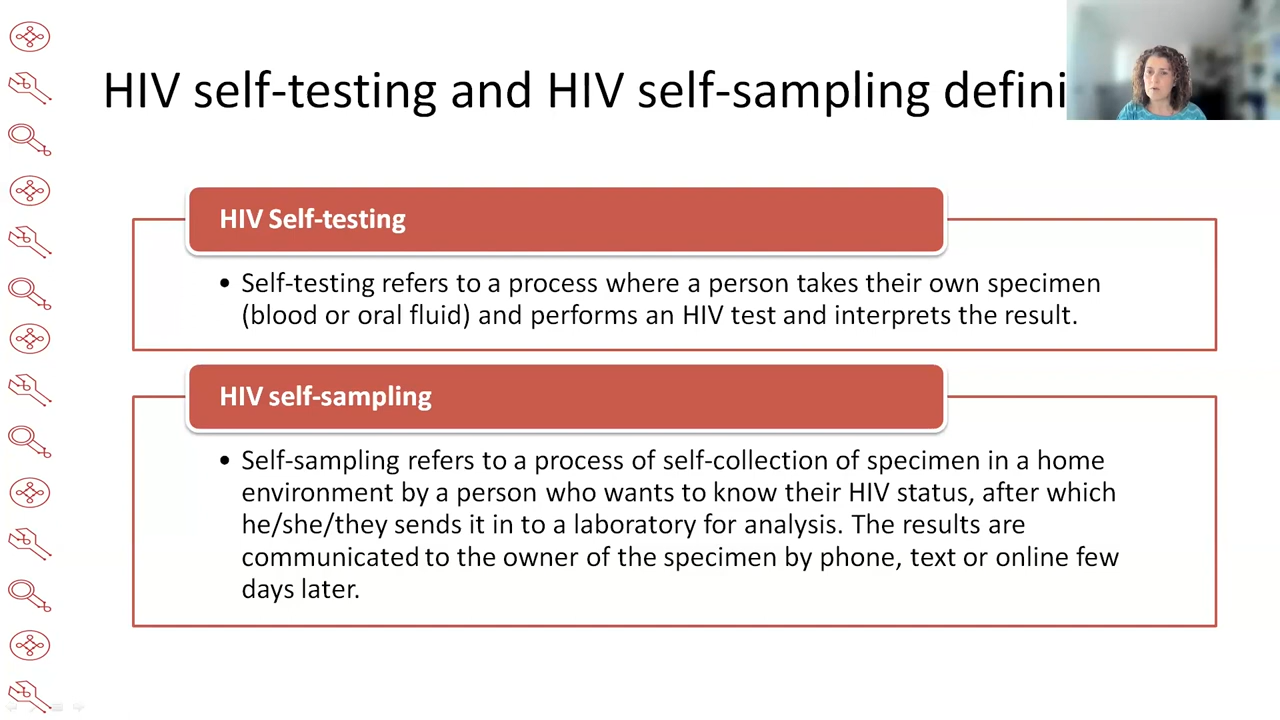 HIV self-testing and HIV self-sampling defini
HIV Self-testing
• Self-testing refers to a process where a person takes their own specimen
(blood or oral fluid) and performs an HIV test and interprets the result.
HIV self-sampling
• Self-sampling refers to a process of self-collection of specimen in a home
environment by a person who wants to know their HIV status, after which
he/she/they sends it in to a laboratory for analysis. The results are
communicated to the owner of the specimen by phone, text or online few
days later.